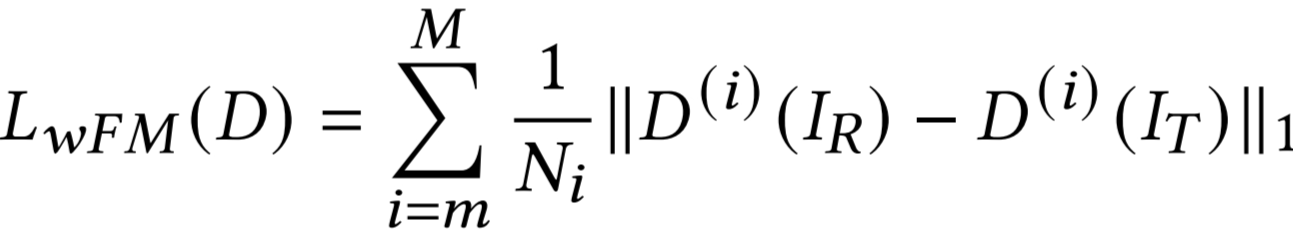 L_{wFM}(D) = \sum_{i=m}^{M} \frac{1}{N_i} \| D^{(i)}(I_R) - D^{(i)}(I_T) \|_1